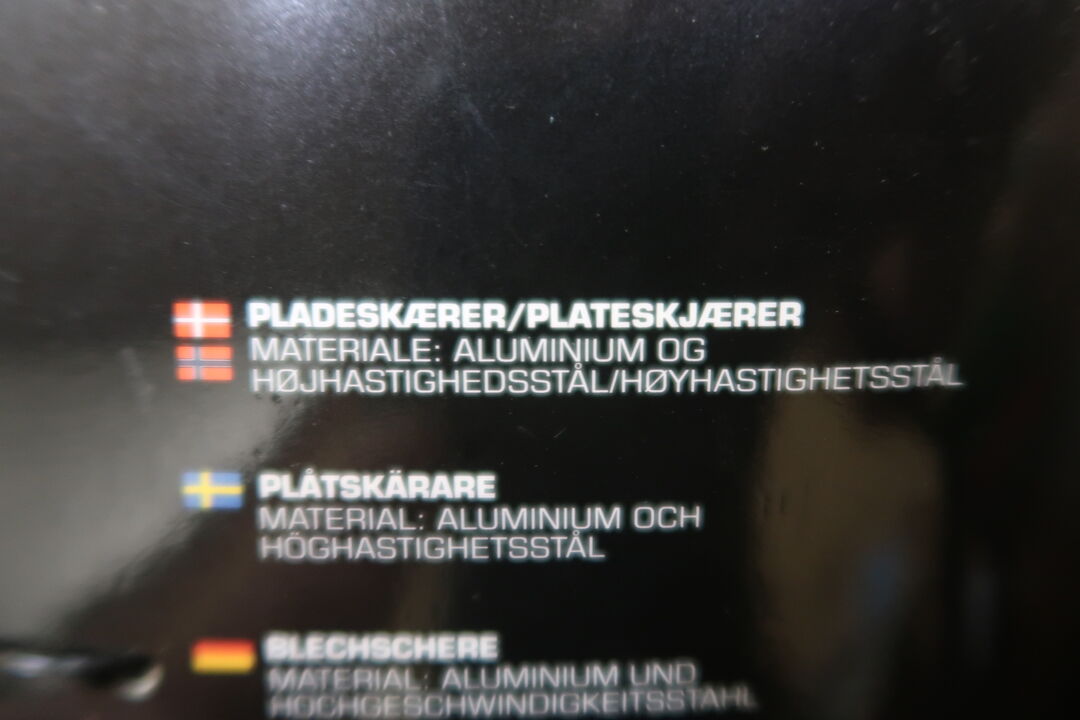 PLADESKÆRER/PLATESKJÆRER
MATERIALE: ALUMINIUM OG
HØJHASTIGHEDSSTÅL/HØYHASTIGHETSSTÅL
PLÅTSKÄRARE
MATERIAL: ALUMINIUM OCH
HÖGHASTIGHETSSTÅL
BLECHSCHERE
MATERIAL: ALUMINIUM UND
HOCHGESCHWINDIGKEITSSTAHL